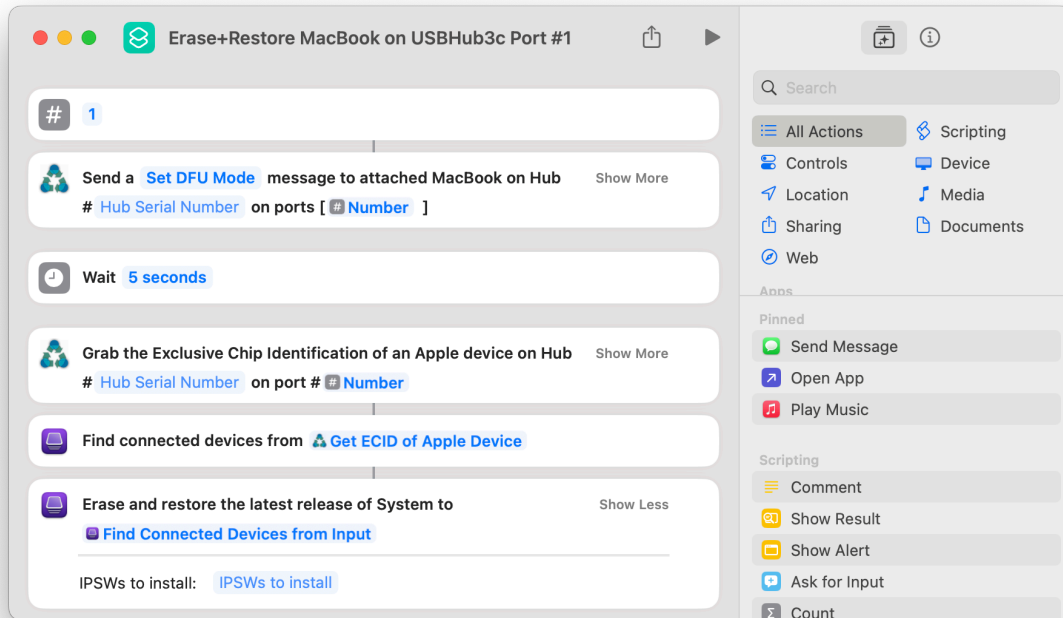 Erase+Restore MacBook on USBHub3c Port #1
# 1
Send a Set DFU Mode message to attached MacBook on Hub Show More
# Hub Serial Number on ports [ # Number ]
Wait 5 seconds
Grab the Exclusive Chip Identification of an Apple device on Hub Show More
# Hub Serial Number on port # # Number
Find connected devices from Get ECID of Apple Device
Erase and restore the latest release of System to Show Less
Find Connected Devices from Input
IPSWs to install: IPSWs to install
Search
All Actions Scripting
Controls Device
Location Media
Sharing Documents
Web
Apps
Pinned
Send Message
Open App
Play Music
Scripting
Comment
Show Result
Show Alert
Ask for Input
Σ Count